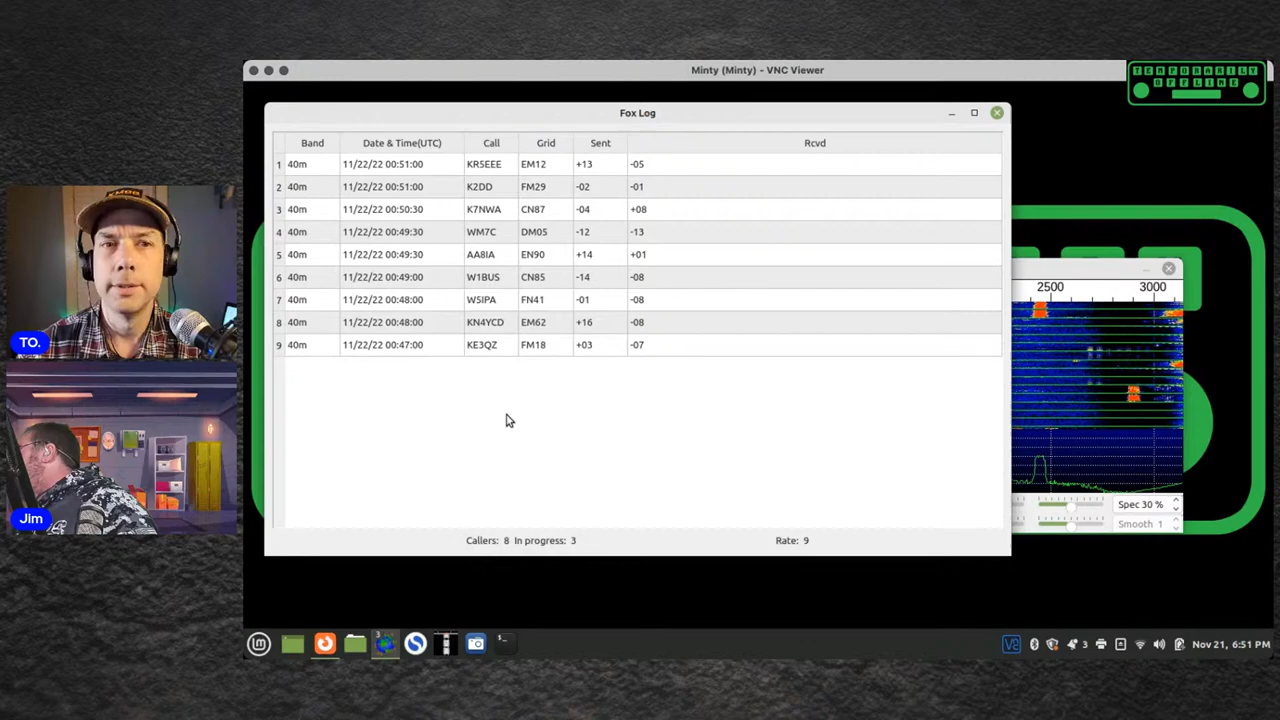 Minty (Minty) - VNC Viewer
TEMPORARILY
OFFLINE
Fox Log
Band Date & Time(UTC) Call Grid Sent Rcvd
1 40m 11/22/22 00:51:00 KR5EEE EM12 +13 -05
2 40m 11/22/22 00:51:00 K2DD FM29 -02 -01
3 40m 11/22/22 00:50:30 K7NWA CN87 -04 +08
4 40m 11/22/22 00:49:30 WM7C DM05 -12 -13
5 40m 11/22/22 00:49:30 AA8IA EN90 +14 +01
6 40m 11/22/22 00:49:00 W1BUS CN85 -14 -08
7 40m 11/22/22 00:48:00 W5IPA FN41 -01 -08
8 40m 11/22/22 00:48:00 KN4YCD EM62 +16 -08
9 40m 11/22/22 00:47:00 KE3QZ FM18 +03 -07
2500 3000
TO.
Jim
Spec 30 %
Smooth 1
Callers: 8 In progress: 3 Rate: 9
3
3
Nov 21, 6:51 PM